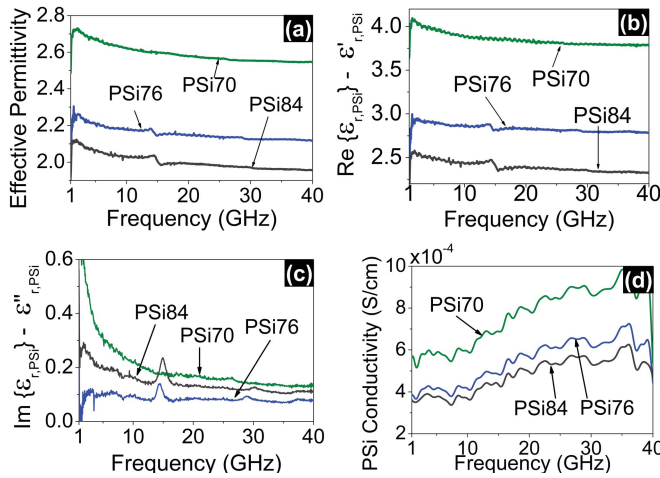 (a)
Effective Permittivity
2.8
2.6
2.4
2.2
2.0
PSi76
PSi70
PSi84
1 10 20 30 40
Frequency (GHz)
(b)
Re {εr,PSi} - ε'r,PSi
4.0
3.5
3.0
2.5
PSi70
PSi76
PSi84
1 10 20 30 40
Frequency (GHz)
(c)
Im {εr,PSi} - ε''r,PSi
0.6
0.4
0.2
0.0
PSi84
PSi70
PSi76
1 10 20 30 40
Frequency (GHz)
(d)
PSi Conductivity (S/cm)
×10⁻⁴
10
8
6
4
2
PSi70
PSi84
PSi76
1 10 20 30 40
Frequency (GHz)